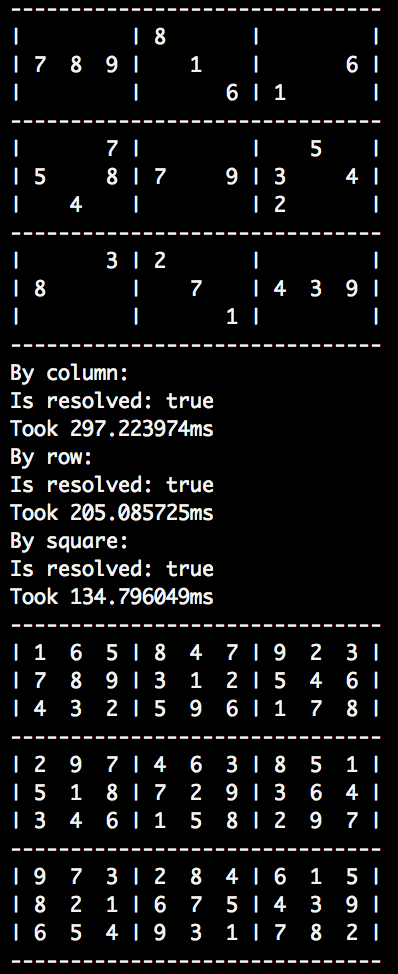 ---------------------------------
|         | 8       |         |
| 7  8  9 |    1    |       6 |
|         |       6 | 1       |
---------------------------------
|       7 |         |    5    |
| 5     8 | 7     9 | 3     4 |
|    4    |         | 2       |
---------------------------------
|       3 | 2       |         |
| 8       |    7    | 4  3  9 |
|         |       1 |         |
---------------------------------
By column:
Is resolved: true
Took 297.223974ms
By row:
Is resolved: true
Took 205.085725ms
By square:
Is resolved: true
Took 134.796049ms
---------------------------------
| 1  6  5 | 8  4  7 | 9  2  3 |
| 7  8  9 | 3  1  2 | 5  4  6 |
| 4  3  2 | 5  9  6 | 1  7  8 |
---------------------------------
| 2  9  7 | 4  6  3 | 8  5  1 |
| 5  1  8 | 7  2  9 | 3  6  4 |
| 3  4  6 | 1  5  8 | 2  9  7 |
---------------------------------
| 9  7  3 | 2  8  4 | 6  1  5 |
| 8  2  1 | 6  7  5 | 4  3  9 |
| 6  5  4 | 9  3  1 | 7  8  2 |
---------------------------------